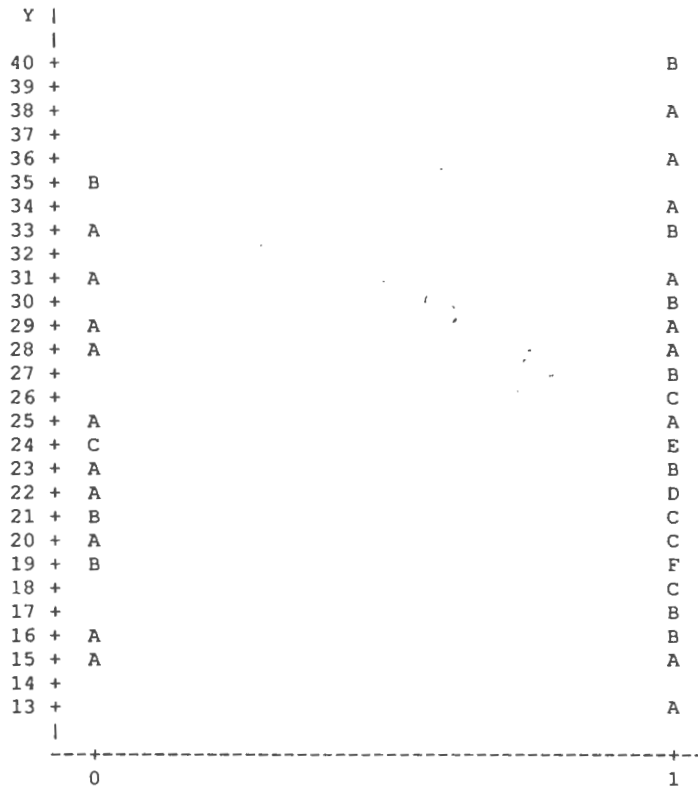 Y |
|
40 + B
39 +
38 + A
37 +
36 + A
35 + B
34 + A
33 + A B
32 +
31 + A A
30 + B
29 + A A
28 + A A
27 + B
26 + C
25 + A A
24 + C E
23 + A B
22 + A D
21 + B C
20 + A C
19 + B F
18 + C
17 + B
16 + A B
15 + A A
14 +
13 + A
|
--+---------------------------------------------------+--
0 1